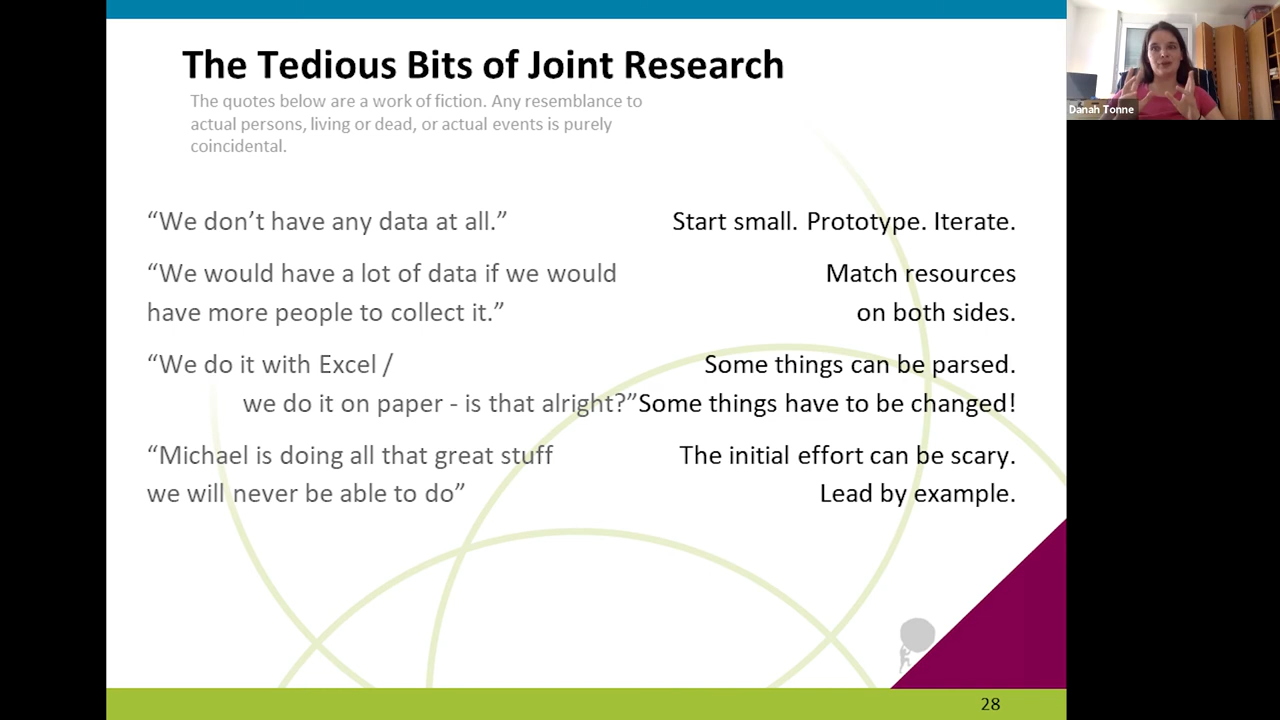 The Tedious Bits of Joint Research
The quotes below are a work of fiction. Any resemblance to
actual persons, living or dead, or actual events is purely
coincidental.
“We don’t have any data at all.” Start small. Prototype. Iterate.
“We would have a lot of data if we would Match resources
have more people to collect it.” on both sides.
“We do it with Excel / Some things can be parsed.
we do it on paper - is that alright?” Some things have to be changed!
“Michael is doing all that great stuff The initial effort can be scary.
we will never be able to do” Lead by example.
28
Danah Tonne